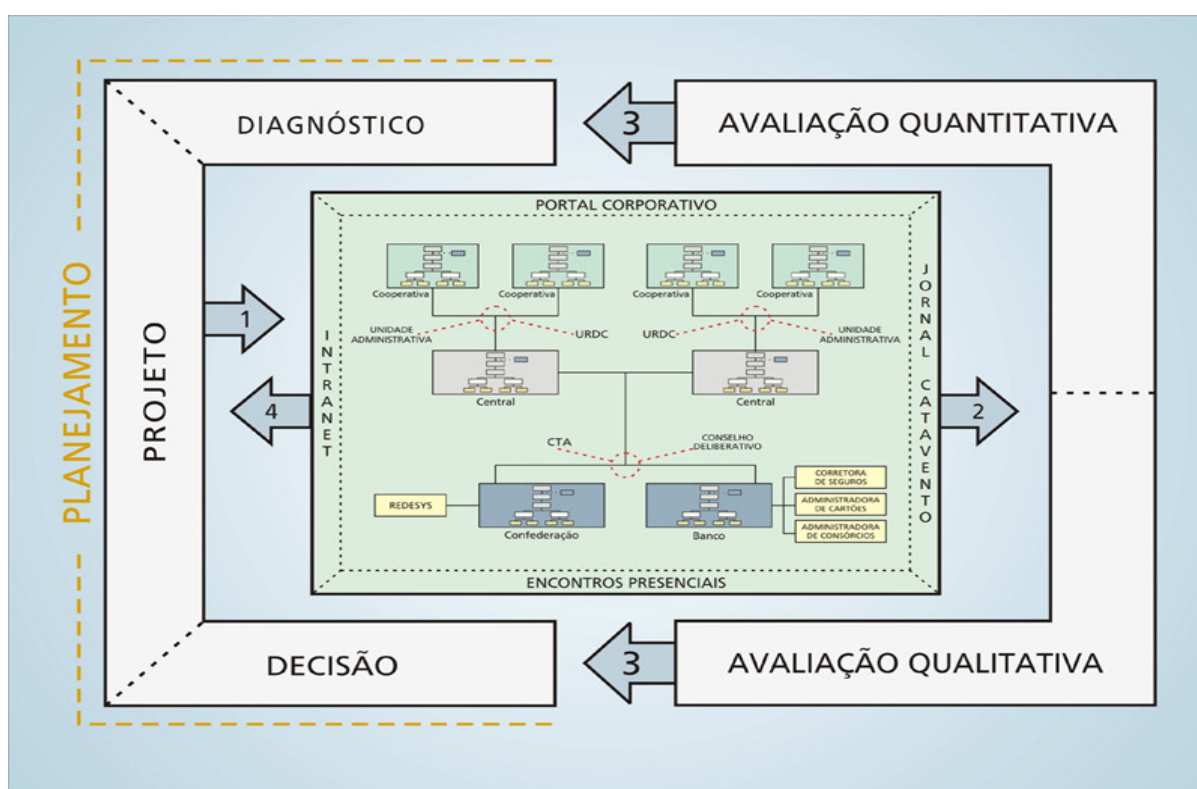 PLANEJAMENTO
PROJETO
DIAGNÓSTICO
3
AVALIAÇÃO QUANTITATIVA
1
4
2
PORTAL CORPORATIVO
INTRANET
JORNAL CATAVENTO
Cooperativa
Cooperativa
Cooperativa
Cooperativa
UNIDADE
ADMINISTRATIVA
URDC
URDC
UNIDADE
ADMINISTRATIVA
Central
Central
CTA
CONSELHO
DELIBERATIVO
REDESYS
Confederação
Banco
CORRETORA
DE SEGUROS
ADMINISTRADORA
DE CARTÕES
ADMINISTRADORA
DE CONSÓRCIOS
ENCONTROS PRESENCIAIS
DECISÃO
3
AVALIAÇÃO QUALITATIVA